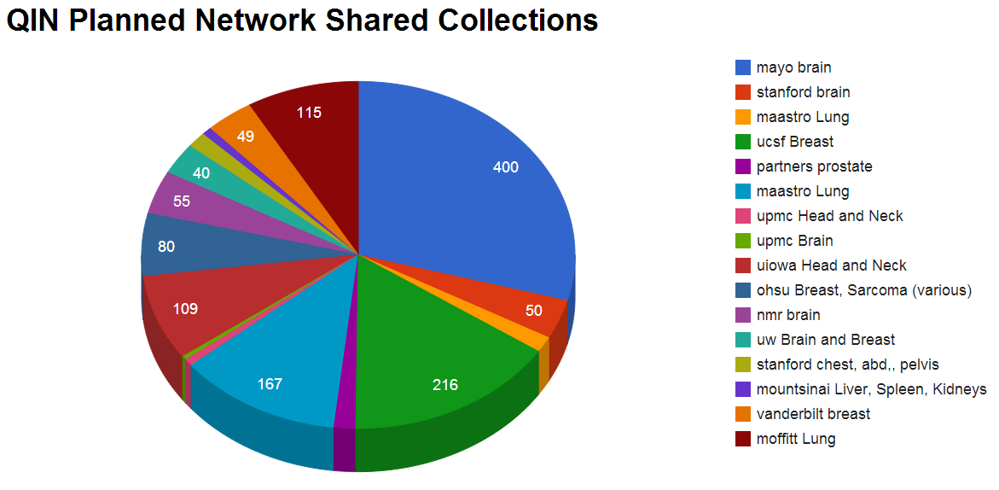 QIN Planned Network Shared Collections
mayo brain
stanford brain
maastro Lung
ucsf Breast
partners prostate
maastro Lung
upmc Head and Neck
upmc Brain
uiowa Head and Neck
ohsu Breast, Sarcoma (various)
nmr brain
uw Brain and Breast
stanford chest, abd,, pelvis
mountsinai Liver, Spleen, Kidneys
vanderbilt breast
moffitt Lung
400
50
216
167
109
80
55
40
49
115